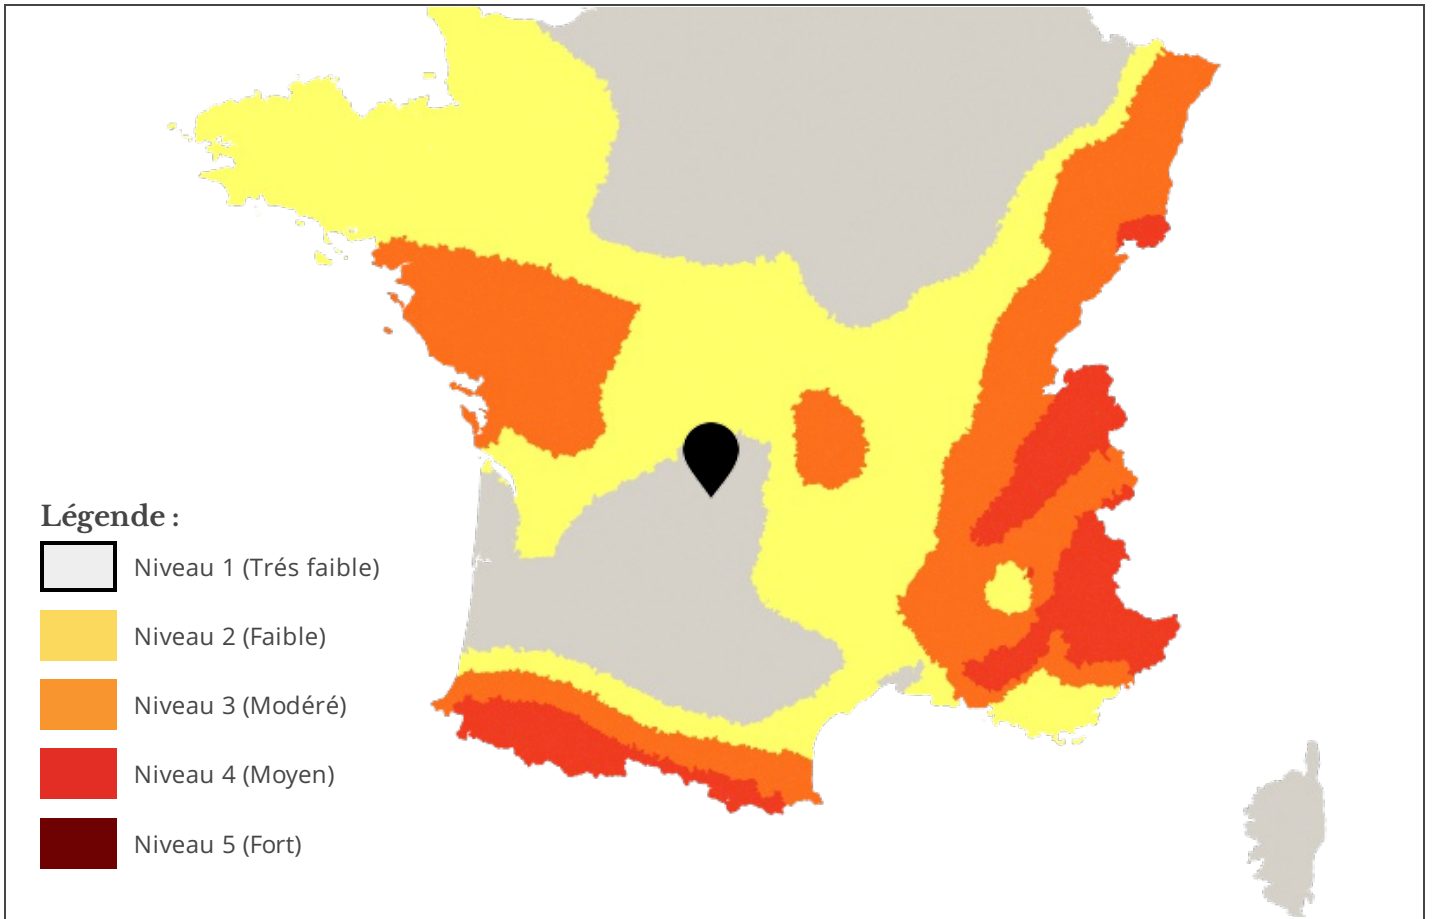 Légende :
Niveau 1 (Trés faible)
Niveau 2 (Faible)
Niveau 3 (Modéré)
Niveau 4 (Moyen)
Niveau 5 (Fort)